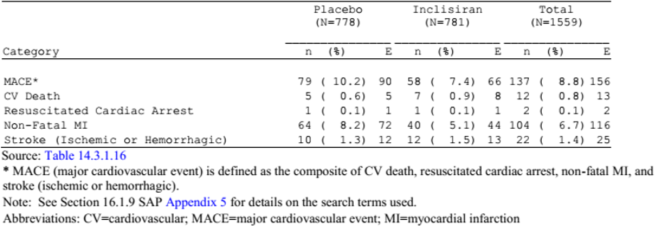 Placebo Inclisiran Total
(N=778) (N=781) (N=1559)
Category n (%) E n (%) E n (%) E
MACE* 79 ( 10.2) 90 58 ( 7.4) 66 137 ( 8.8) 156
CV Death 5 ( 0.6) 5 7 ( 0.9) 8 12 ( 0.8) 13
Resuscitated Cardiac Arrest 1 ( 0.1) 1 1 ( 0.1) 1 2 ( 0.1) 2
Non-Fatal MI 64 ( 8.2) 72 40 ( 5.1) 44 104 ( 6.7) 116
Stroke (Ischemic or Hemorrhagic) 10 ( 1.3) 12 12 ( 1.5) 13 22 ( 1.4) 25
Source: Table 14.3.1.16
* MACE (major cardiovascular event) is defined as the composite of CV death, resuscitated cardiac arrest, non-fatal MI, and
stroke (ischemic or hemorrhagic).
Note: See Section 16.1.9 SAP Appendix 5 for details on the search terms used.
Abbreviations: CV=cardiovascular; MACE=major cardiovascular event; MI=myocardial infarction